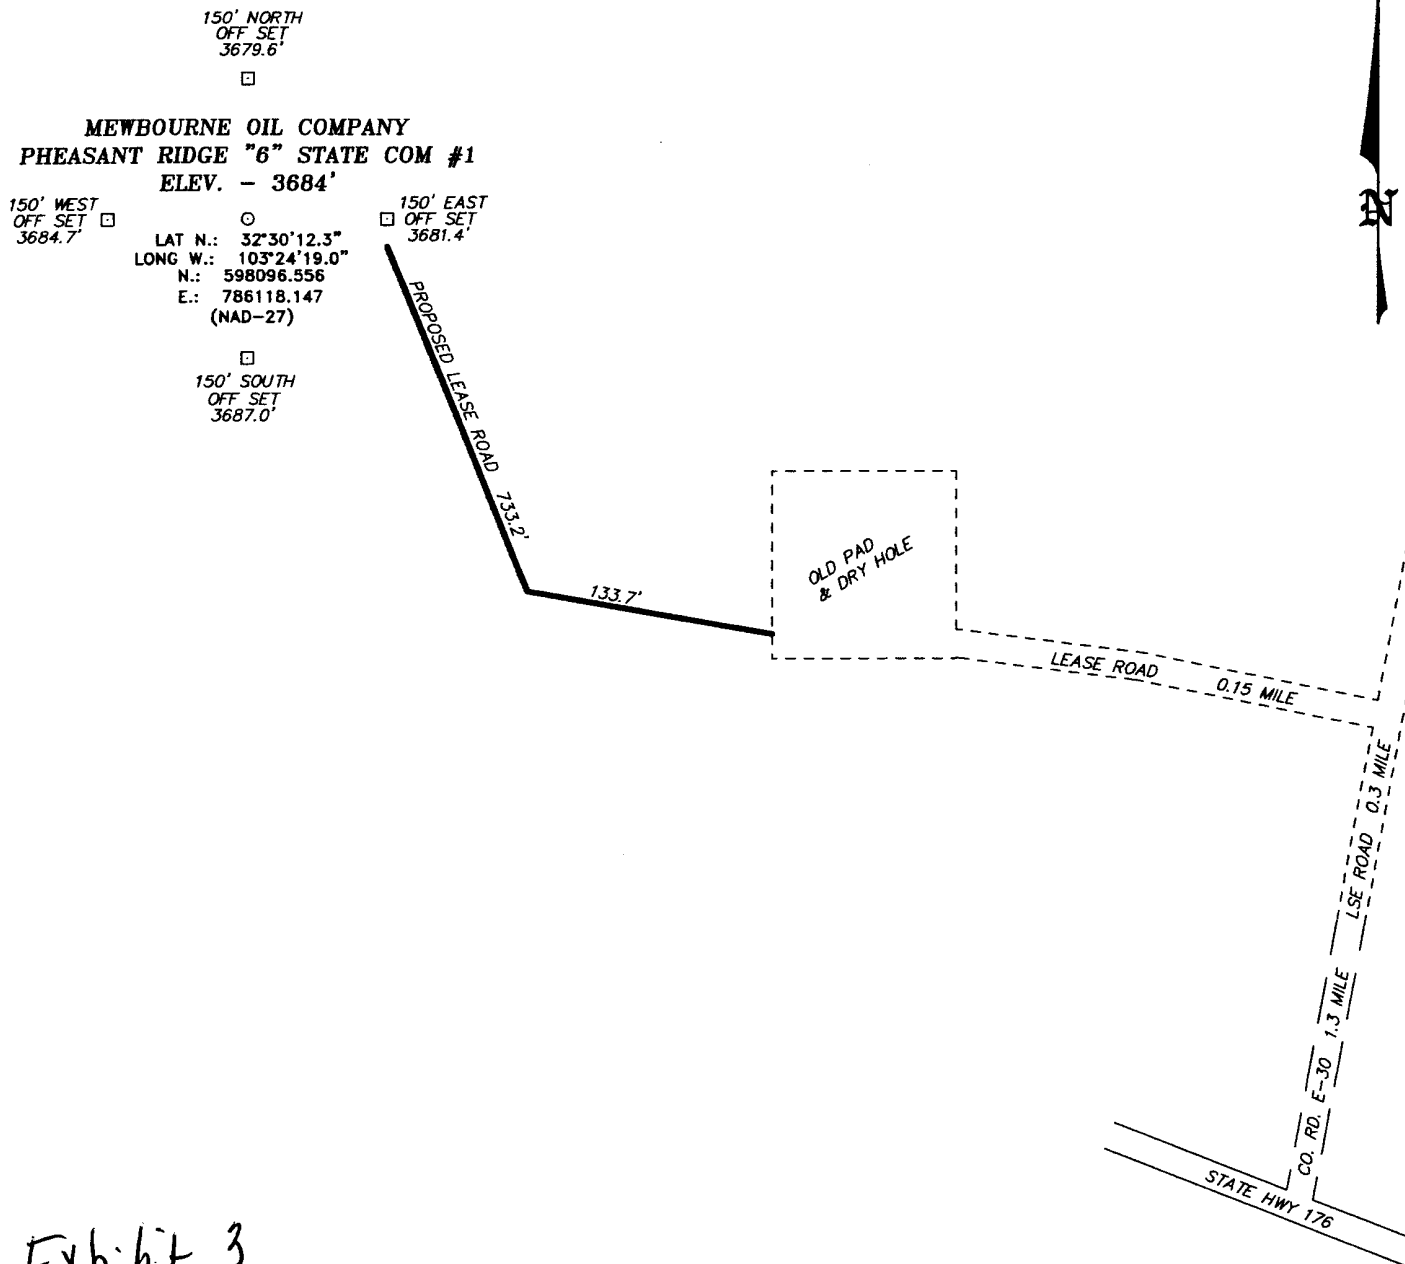 150' NORTH
OFF SET
3679.6'
MEWBOURNE OIL COMPANY
PHEASANT RIDGE "6" STATE COM #1
ELEV. - 3684'
150' WEST
OFF SET
3684.7'
150' EAST
OFF SET
3681.4'
LAT N.: 32°30'12.3"
LONG W.: 103°24'19.0"
N.: 598096.556
E.: 786118.147
(NAD-27)
150' SOUTH
OFF SET
3687.0'
N
PROPOSED LEASE ROAD 733.2'
133.7'
OLD PAD
& DRY HOLE
LEASE ROAD 0.15 MILE
LSE ROAD 0.3 MILE
CO. RD. E-30 1.3 MILE
STATE HWY 176
Exhibit 3